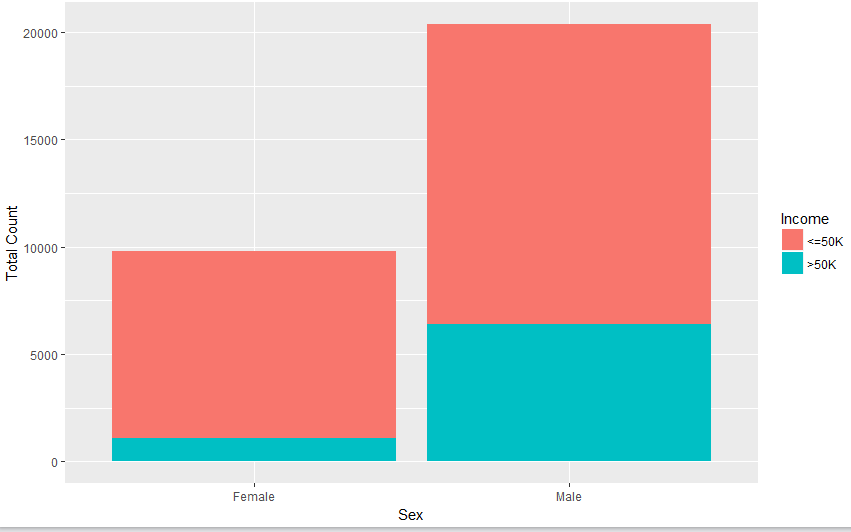 20000
15000
10000
5000
0
Total Count
Female
Male
Sex
Income
<=50K
>50K